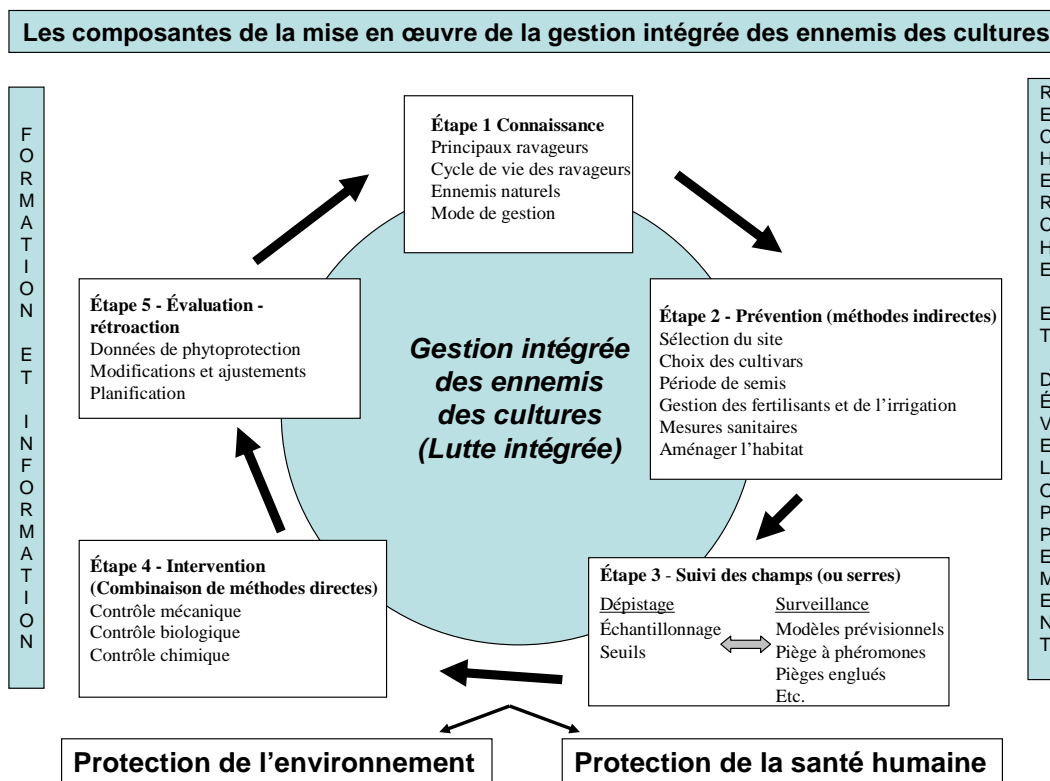 Les composantes de la mise en œuvre de la gestion intégrée des ennemis des cultures
FORMATION ET INFORMATION
Étape 1 Connaissance
Principaux ravageurs
Cycle de vie des ravageurs
Ennemis naturels
Mode de gestion
Étape 2 - Prévention (méthodes indirectes)
Sélection du site
Choix des cultivars
Période de semis
Gestion des fertilisants et de l'irrigation
Mesures sanitaires
Aménager l'habitat
Étape 3 - Suivi des champs (ou serres)
Dépistage
Échantillonnage
Seuils
Surveillance
Modèles prévisionnels
Piège à phéromones
Pièges englués
Etc.
Étape 4 - Intervention
(Combinaison de méthodes directes)
Contrôle mécanique
Contrôle biologique
Contrôle chimique
Étape 5 - Évaluation -
rétroaction
Données de phytoprotection
Modifications et ajustements
Planification
Gestion intégrée
des ennemis
des cultures
(Lutte intégrée)
RECHERCHE ET DÉVELOPPEMENT
Protection de l'environnement
Protection de la santé humaine